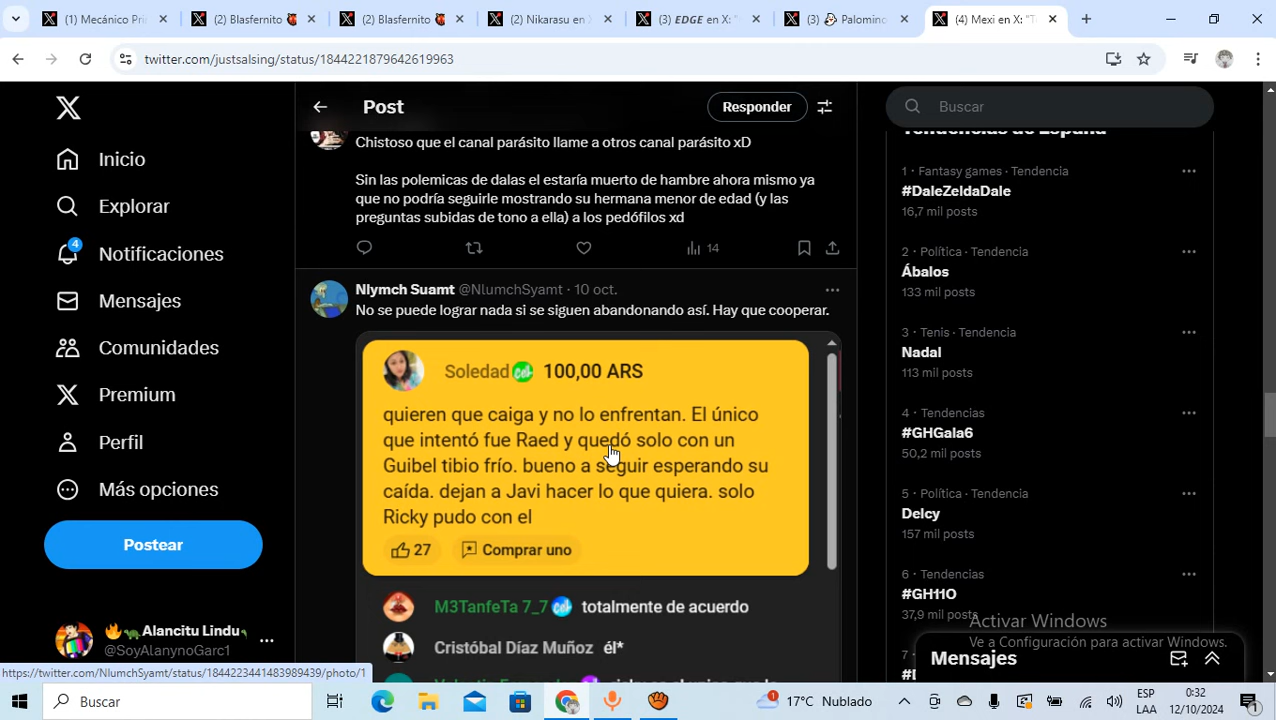 (1) Mecánico Pri
(2) Blasfernito
(2) Blasfernito
(2) Nikarasu en
(3) EDGE en X: "
(3) Palomino
(4) Mexi en X: "T
twitter.com/justsalsing/status/1844221879642619963
Post
Responder
Buscar
Inicio
Explorar
4
Notificaciones
Mensajes
Comunidades
Premium
Perfil
Más opciones
Postear
Alancitu Lindu
@SoyAlanynoGarc1
Chistoso que el canal parásito llame a otros canal parásito xD
Sin las polemicas de dalas el estaría muerto de hambre ahora mismo ya
que no podría seguirle mostrando su hermana menor de edad (y las
preguntas subidas de tono a ella) a los pedófilos xd
14
Nlymch Suamt @NlumchSyamt · 10 oct.
No se puede lograr nada si se siguen abandonando así. Hay que cooperar.
Soledad 100,00 ARS
quieren que caiga y no lo enfrentan. El único
que intentó fue Raed y quedó solo con un
Guibel tibio frío. bueno a seguir esperando su
caída. dejan a Javi hacer lo que quiera. solo
Ricky pudo con el
27 Comprar uno
M3TanfeTa 7_7 totalmente de acuerdo
Cristóbal Díaz Muñoz él*
Tendencias de España
1 · Fantasy games · Tendencia
#DaleZeldaDale
16,7 mil posts
2 · Política · Tendencia
Ábalos
133 mil posts
3 · Tenis · Tendencia
Nadal
113 mil posts
4 · Tendencias
#GHGala6
50,2 mil posts
5 · Política · Tendencia
Delcy
157 mil posts
6 · Tendencias
#GH11O
37,9 mil posts
7 ·
Activar Windows
Ve a Configuración para activar Windows.
Mensajes
https://twitter.com/NlumchSyamt/status/1844223441483989439/photo/1
Buscar
17°C Nublado
ESP
LAA
0:32
12/10/2024
1